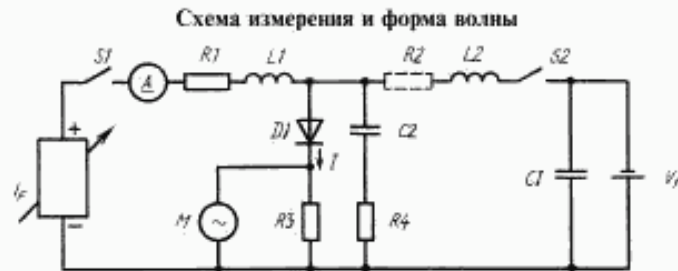 Схема измерения и форма волны
S1 A R1 L1 R2 L2 S2
+ D1 I C2
I_F M R3 R4 C1
−